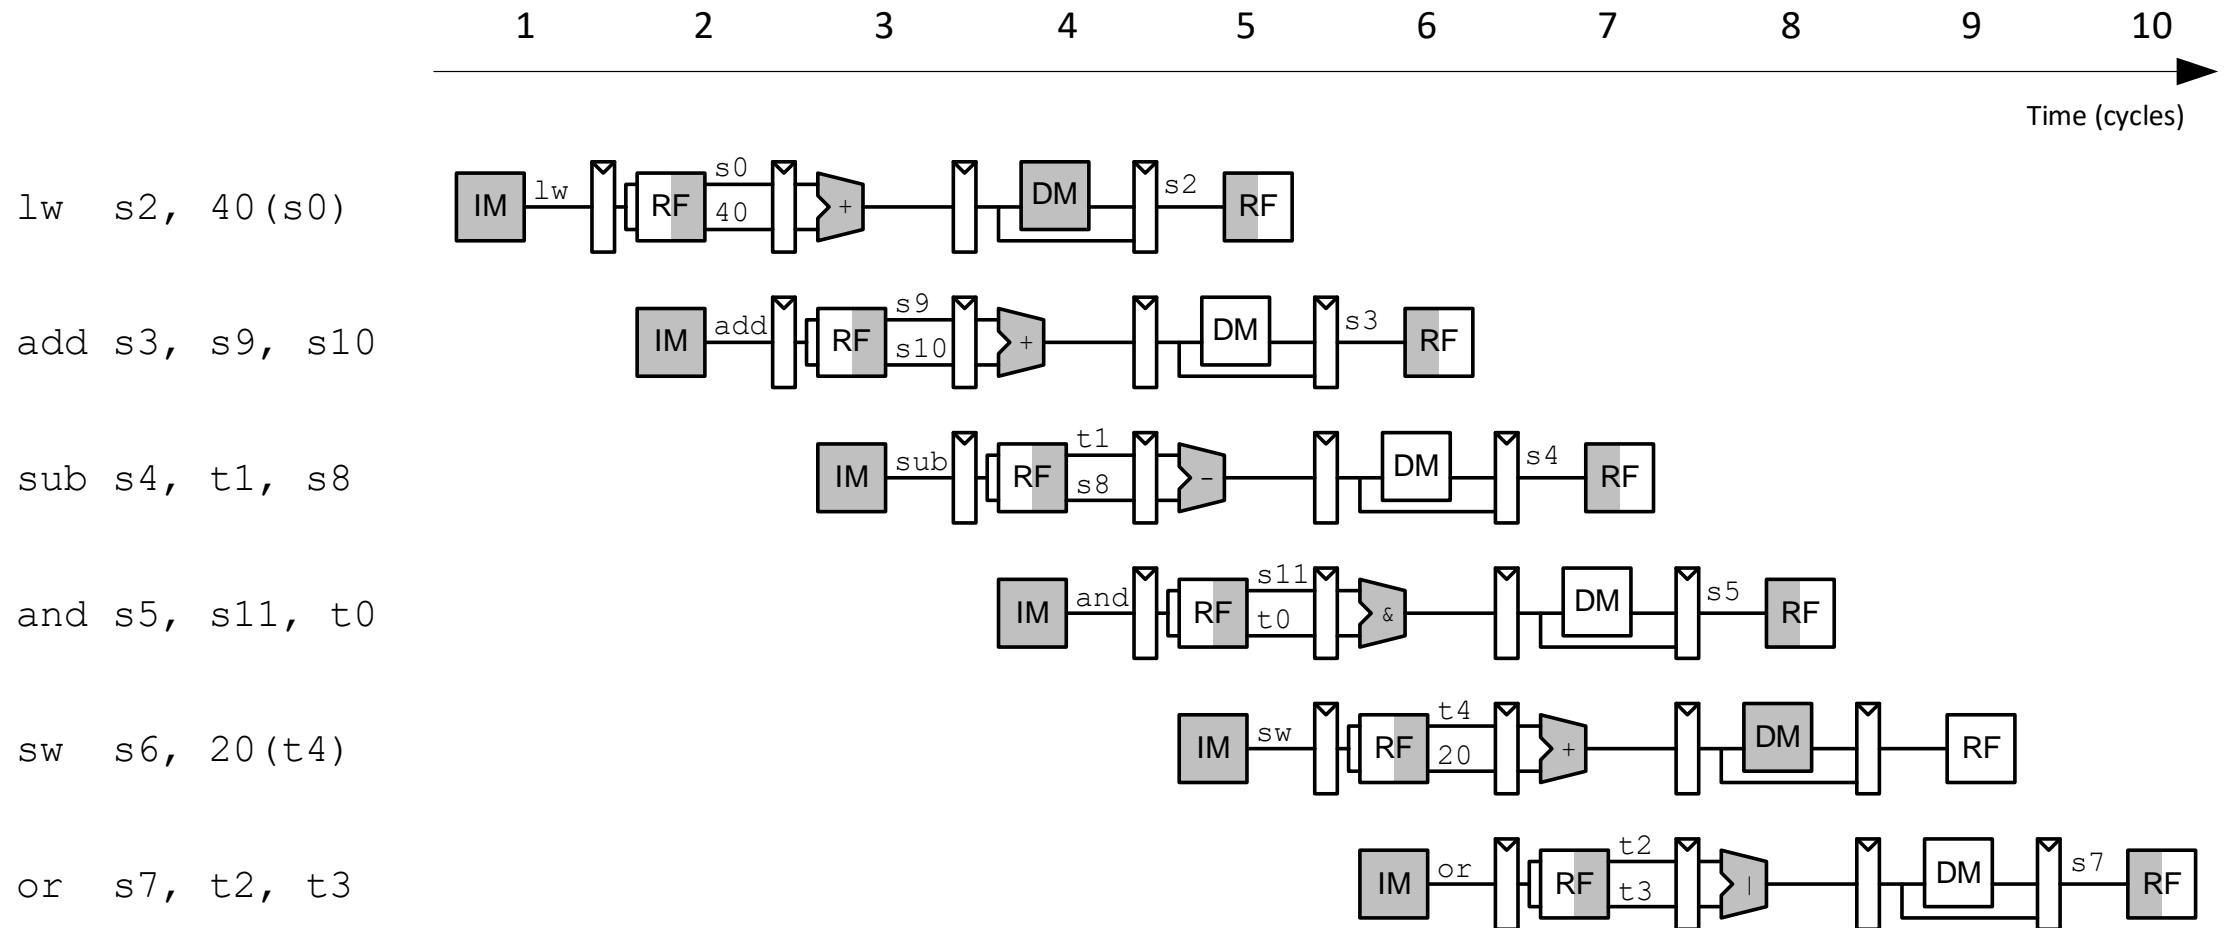 1 2 3 4 5 6 7 8 9 10
Time (cycles)
lw s2, 40(s0) IM lw RF s0 40 + DM s2 RF
add s3, s9, s10 IM add RF s9 s10 + DM s3 RF
sub s4, t1, s8 IM sub RF t1 s8 - DM s4 RF
and s5, s11, t0 IM and RF s11 t0 & DM s5 RF
sw s6, 20(t4) IM sw RF t4 20 + DM RF
or s7, t2, t3 IM or RF t2 t3 | DM s7 RF